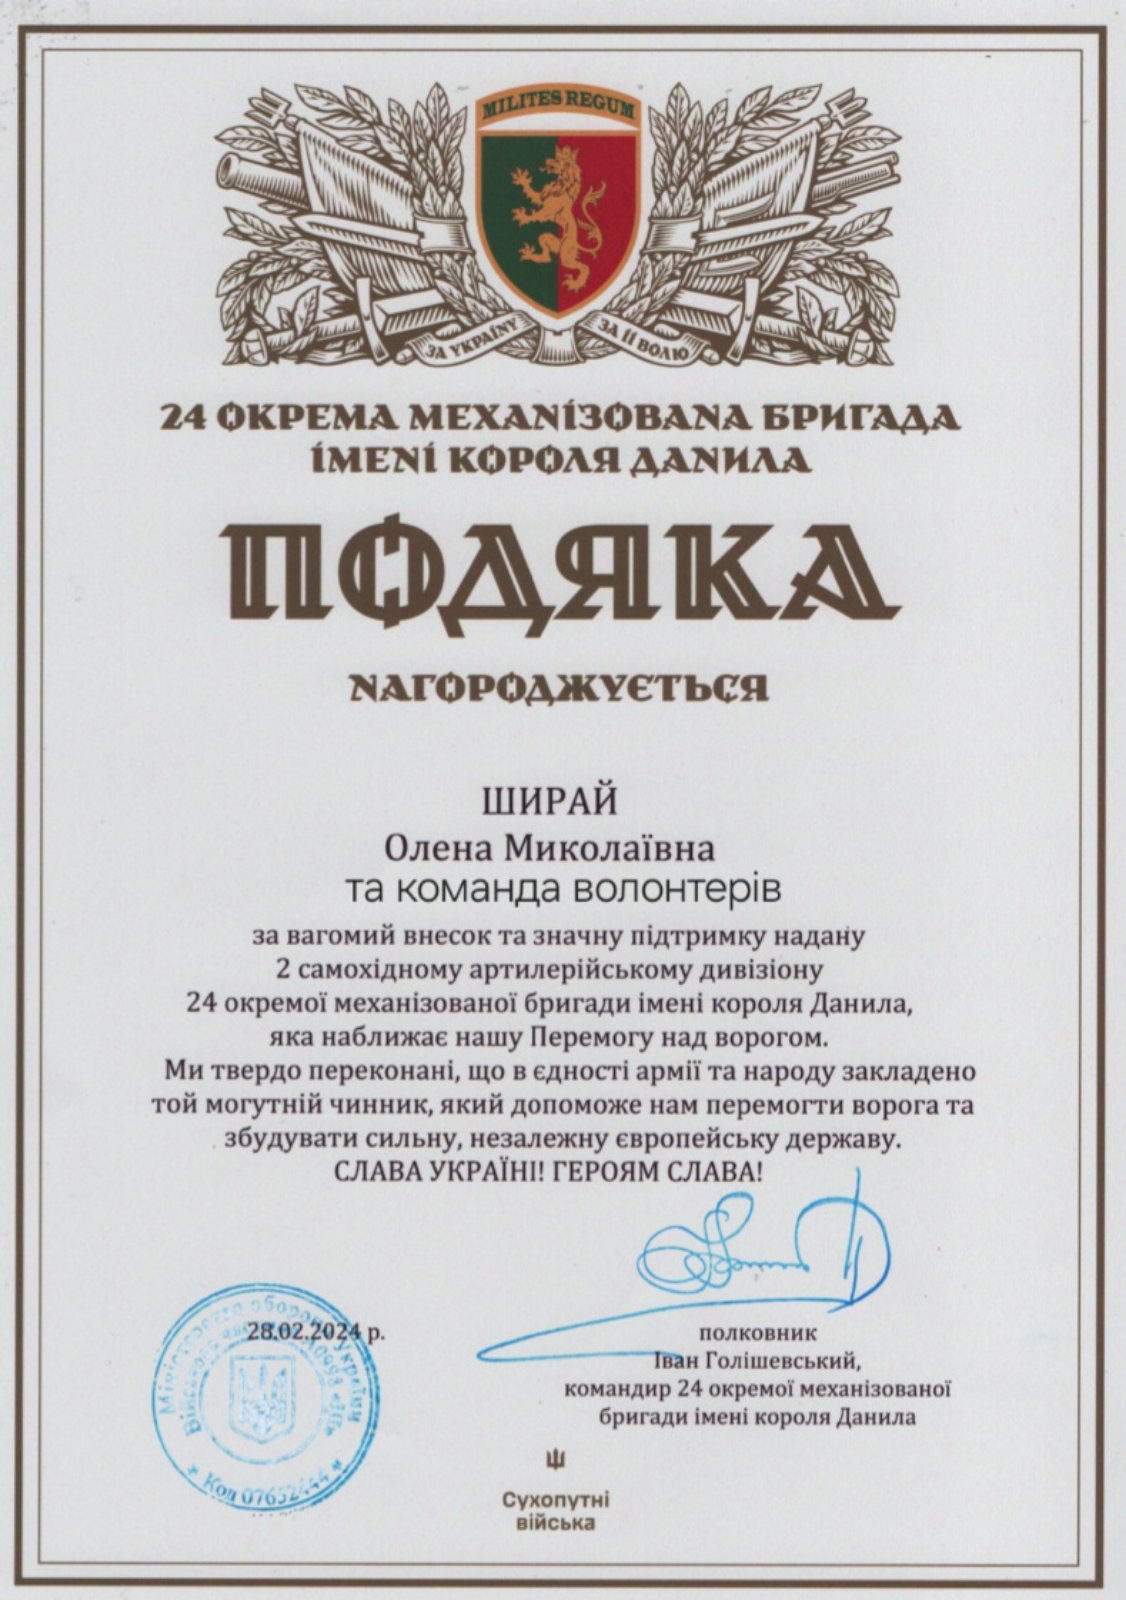 MILITES REGUM
ЗА УКРАЇНУ ЗА ЇЇ ВОЛЮ
24 ОКРЕМА МЕХАНІЗОВАНА БРИГАДА
ІМЕНІ КОРОЛЯ ДАНИЛА
ПОДЯКА
НАГОРОДЖУЄТЬСЯ
ШИРАЙ
Олена Миколаївна
та команда волонтерів
за вагомий внесок та значну підтримку надану
2 самохідному артилерійському дивізіону
24 окремої механізованої бригади імені короля Данила,
яка наближає нашу Перемогу над ворогом.
Ми твердо переконані, що в єдності армії та народу закладено
той могутній чинник, який допоможе нам перемогти ворога та
збудувати сильну, незалежну європейську державу.
СЛАВА УКРАЇНІ! ГЕРОЯМ СЛАВА!
28.02.2024 р.
Міністерство оборони України
Військова частина
* Код 07652444 *
полковник
Іван Голішевський,
командир 24 окремої механізованої
бригади імені короля Данила
Сухопутні
війська